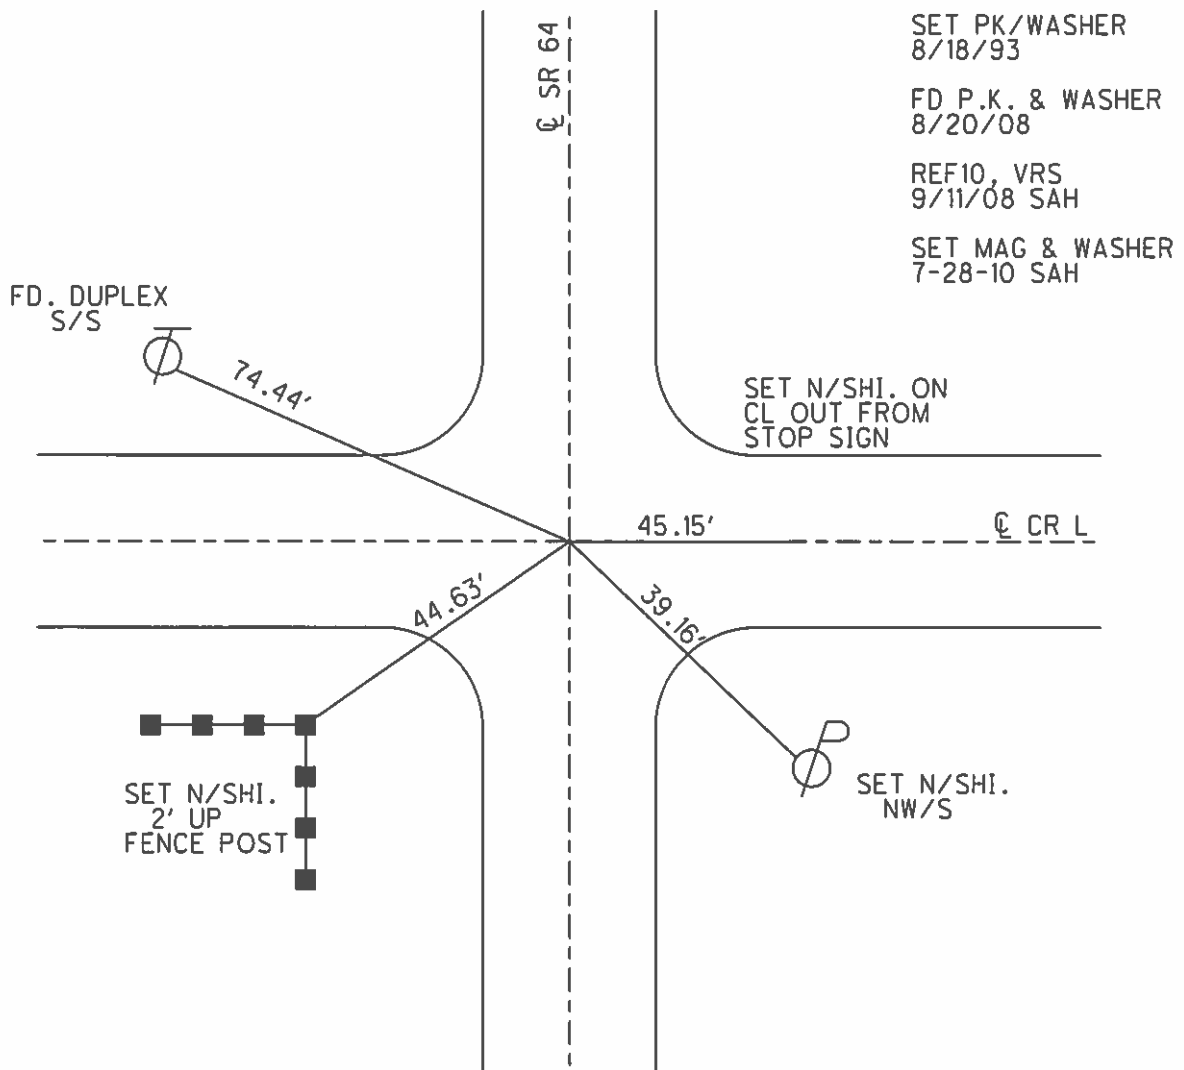 SET PK/WASHER
8/18/93
FD P.K. & WASHER
8/20/08
REF10, VRS
9/11/08 SAH
SET MAG & WASHER
7-28-10 SAH
℄ SR 64
FD. DUPLEX
S/S
74.44'
SET N/SHI. ON
CL OUT FROM
STOP SIGN
45.15'
℄ CR L
44.63'
39.16'
SET N/SHI.
2' UP
FENCE POST
SET N/SHI.
NW/S